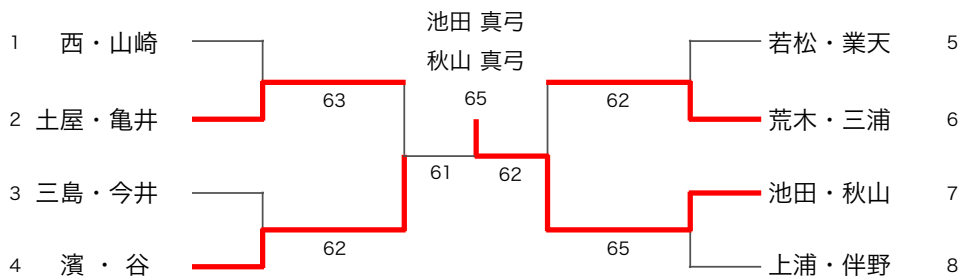 池田 真弓
秋山 真弓
1 西・山崎
2 土屋・亀井
3 三島・今井
4 濱 ・ 谷
63
62
61
65
62
62
65
若松・業天 5
荒木・三浦 6
池田・秋山 7
上浦・伴野 8